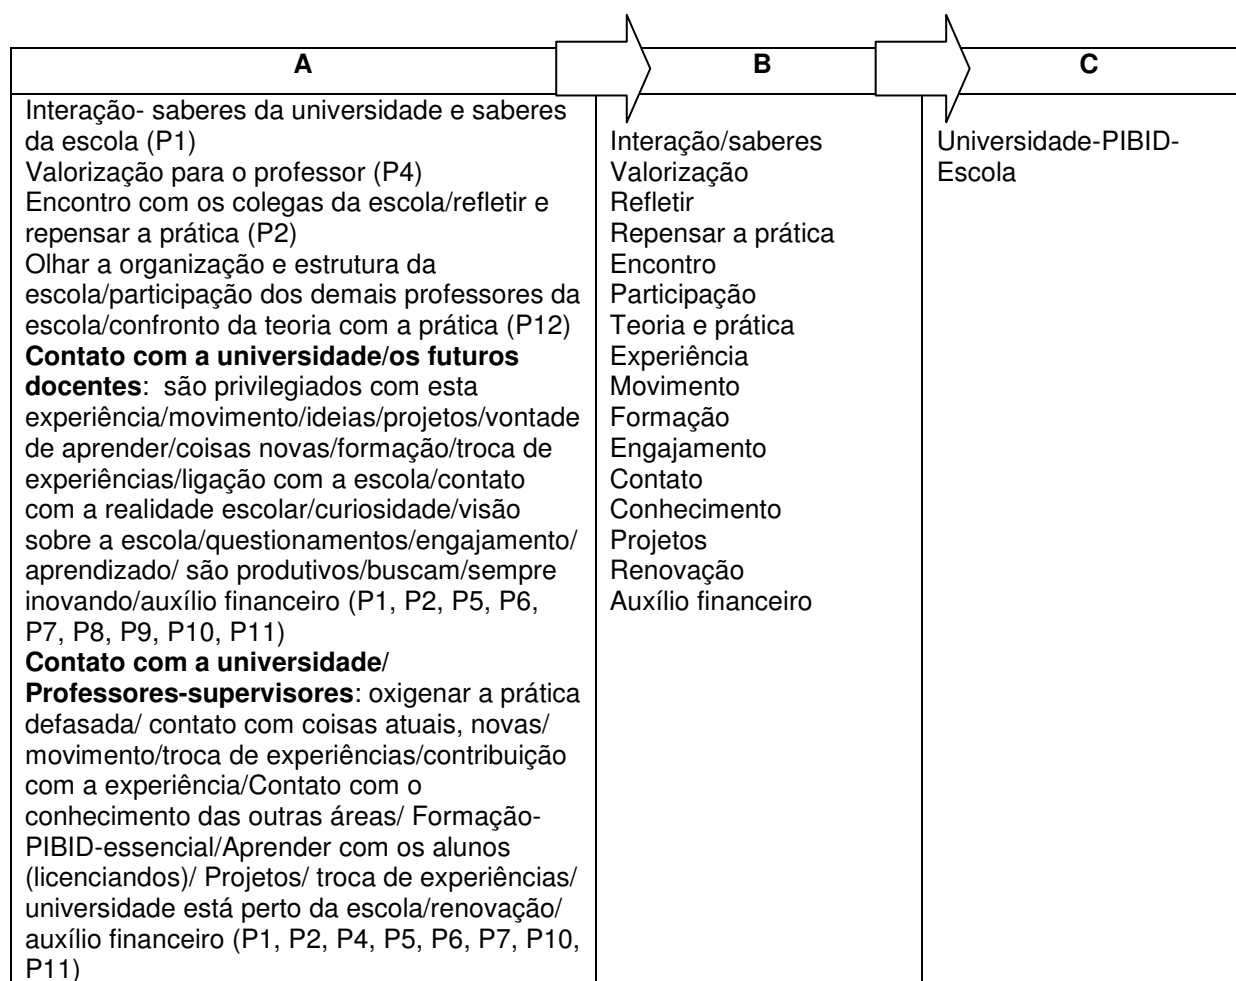 A
B
C
Interação- saberes da universidade e saberes
da escola (P1)
Valorização para o professor (P4)
Encontro com os colegas da escola/refletir e
repensar a prática (P2)
Olhar a organização e estrutura da
escola/participação dos demais professores da
escola/confronto da teoria com a prática (P12)
Contato com a universidade/os futuros
docentes: são privilegiados com esta
experiência/movimento/ideias/projetos/vontade
de aprender/coisas novas/formação/troca de
experiências/ligação com a escola/contato
com a realidade escolar/curiosidade/visão
sobre a escola/questionamentos/engajamento/
aprendizado/ são produtivos/buscam/sempre
inovando/auxílio financeiro (P1, P2, P5, P6,
P7, P8, P9, P10, P11)
Contato com a universidade/
Professores-supervisores: oxigenar a prática
defasada/ contato com coisas atuais, novas/
movimento/troca de experiências/contribuição
com a experiência/Contato com o
conhecimento das outras áreas/ Formação-
PIBID-essencial/Aprender com os alunos
(licenciandos)/ Projetos/ troca de experiências/
universidade está perto da escola/renovação/
auxílio financeiro (P1, P2, P4, P5, P6, P7, P10,
P11)
Interação/saberes
Valorização
Refletir
Repensar a prática
Encontro
Participação
Teoria e prática
Experiência
Movimento
Formação
Engajamento
Contato
Conhecimento
Projetos
Renovação
Auxílio financeiro
Universidade-PIBID-
Escola